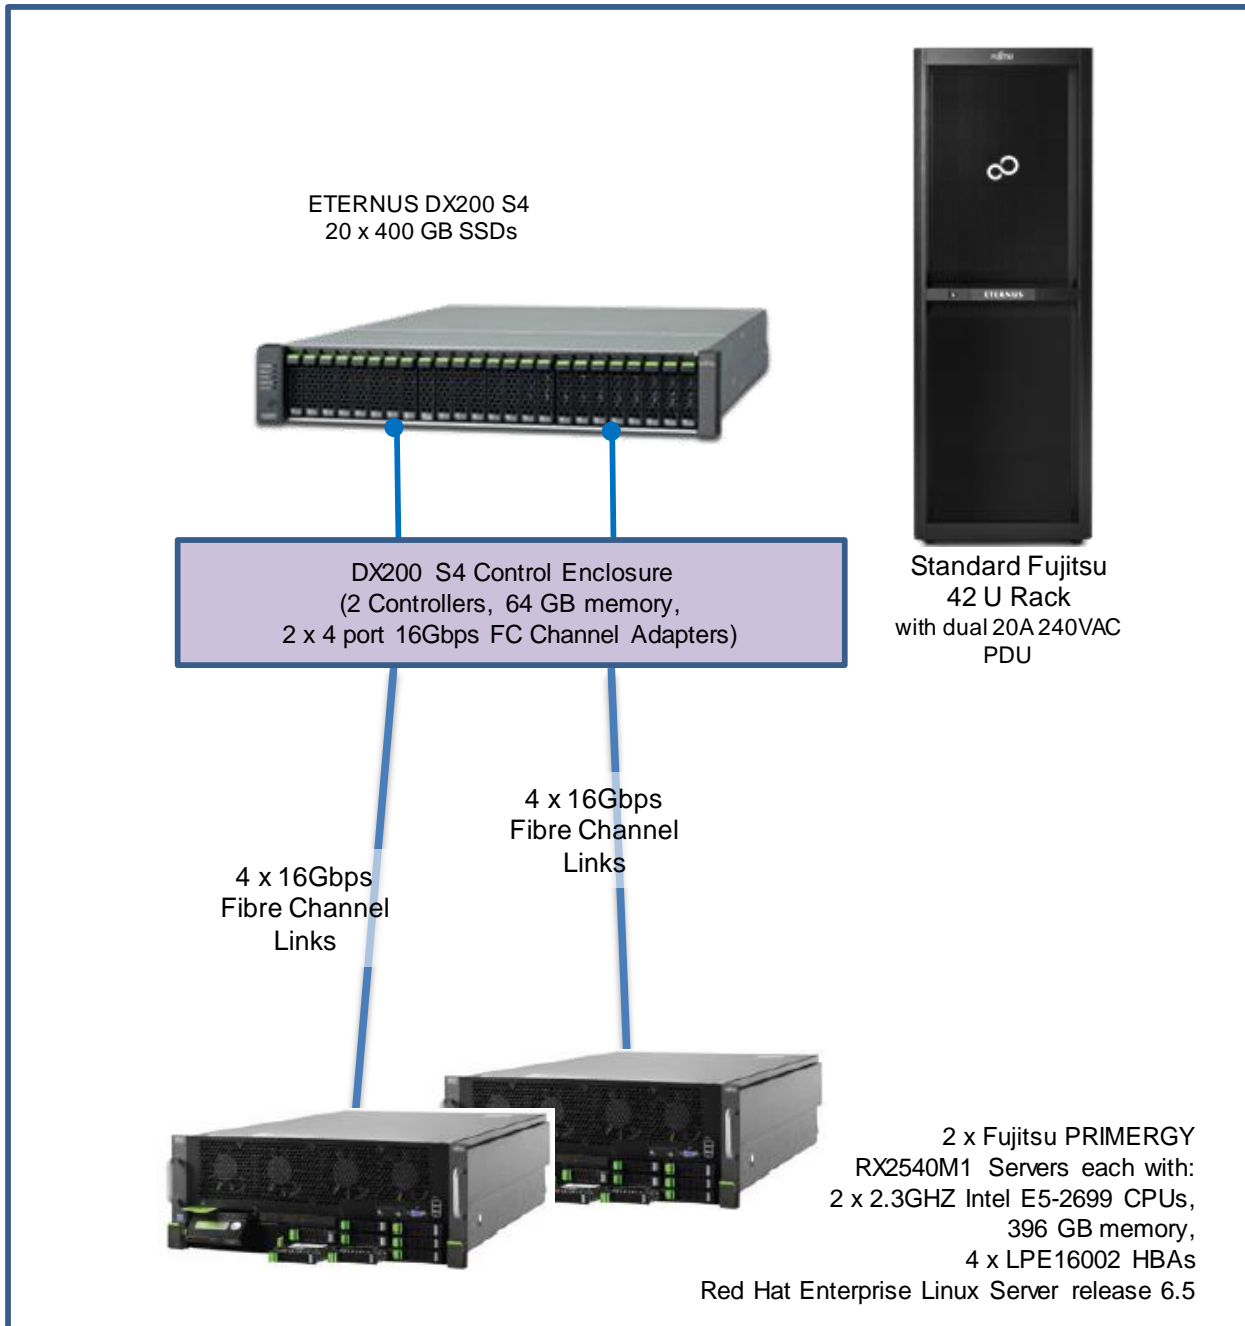 FUJITSU
ETERNUS
ETERNUS DX200 S4
20 x 400 GB SSDs
Standard Fujitsu
42 U Rack
with dual 20A 240VAC
PDU
DX200 S4 Control Enclosure
(2 Controllers, 64 GB memory,
2 x 4 port 16Gbps FC Channel Adapters)
4 x 16Gbps
Fibre Channel
Links
4 x 16Gbps
Fibre Channel
Links
2 x Fujitsu PRIMERGY
RX2540M1 Servers each with:
2 x 2.3GHZ Intel E5-2699 CPUs,
396 GB memory,
4 x LPE16002 HBAs
Red Hat Enterprise Linux Server release 6.5